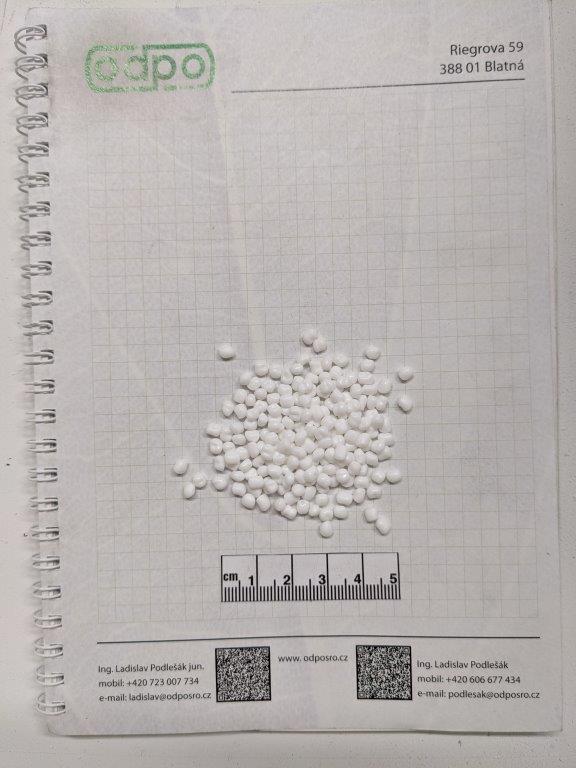 odpo
Riegrova 59
388 01 Blatná
cm 1 2 3 4 5
Ing. Ladislav Podlešák jun.
mobil: +420 723 007 734
e-mail: ladislav@odposro.cz
www. odposro.cz
Ing. Ladislav Podlešák
mobil: +420 606 677 434
e-mail: podlesak@odposro.cz